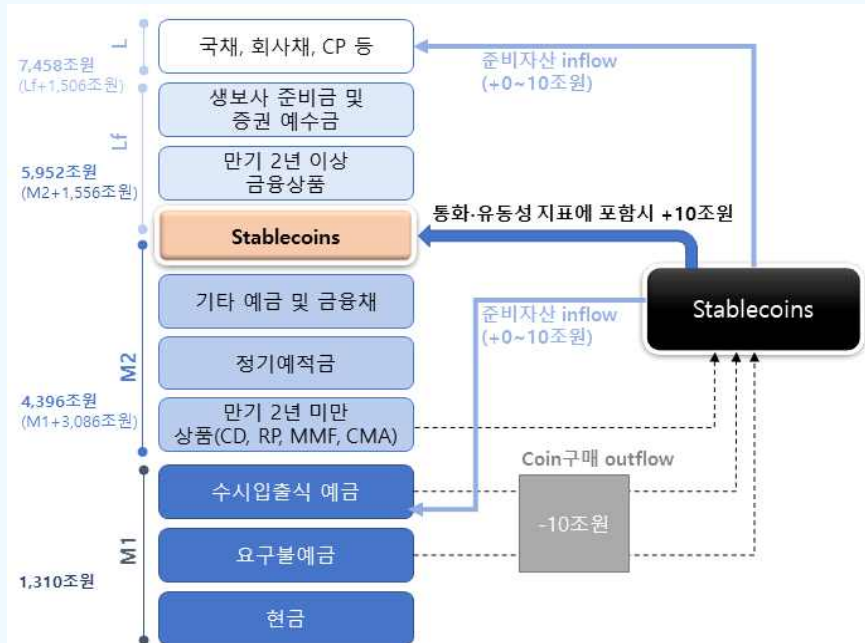 L
7,458조원
(Lf+1,506조원)
Lf
5,952조원
(M2+1,556조원)
M2
4,396조원
(M1+3,086조원)
M1
1,310조원
국채, 회사채, CP 등
생보사 준비금 및
증권 예수금
만기 2년 이상
금융상품
Stablecoins
기타 예금 및 금융채
정기예적금
만기 2년 미만
상품(CD, RP, MMF, CMA)
수시입출식 예금
요구불예금
현금
준비자산 inflow
(+0~10조원)
통화·유동성 지표에 포함시 +10조원
Stablecoins
준비자산 inflow
(+0~10조원)
Coin구매 outflow
-10조원